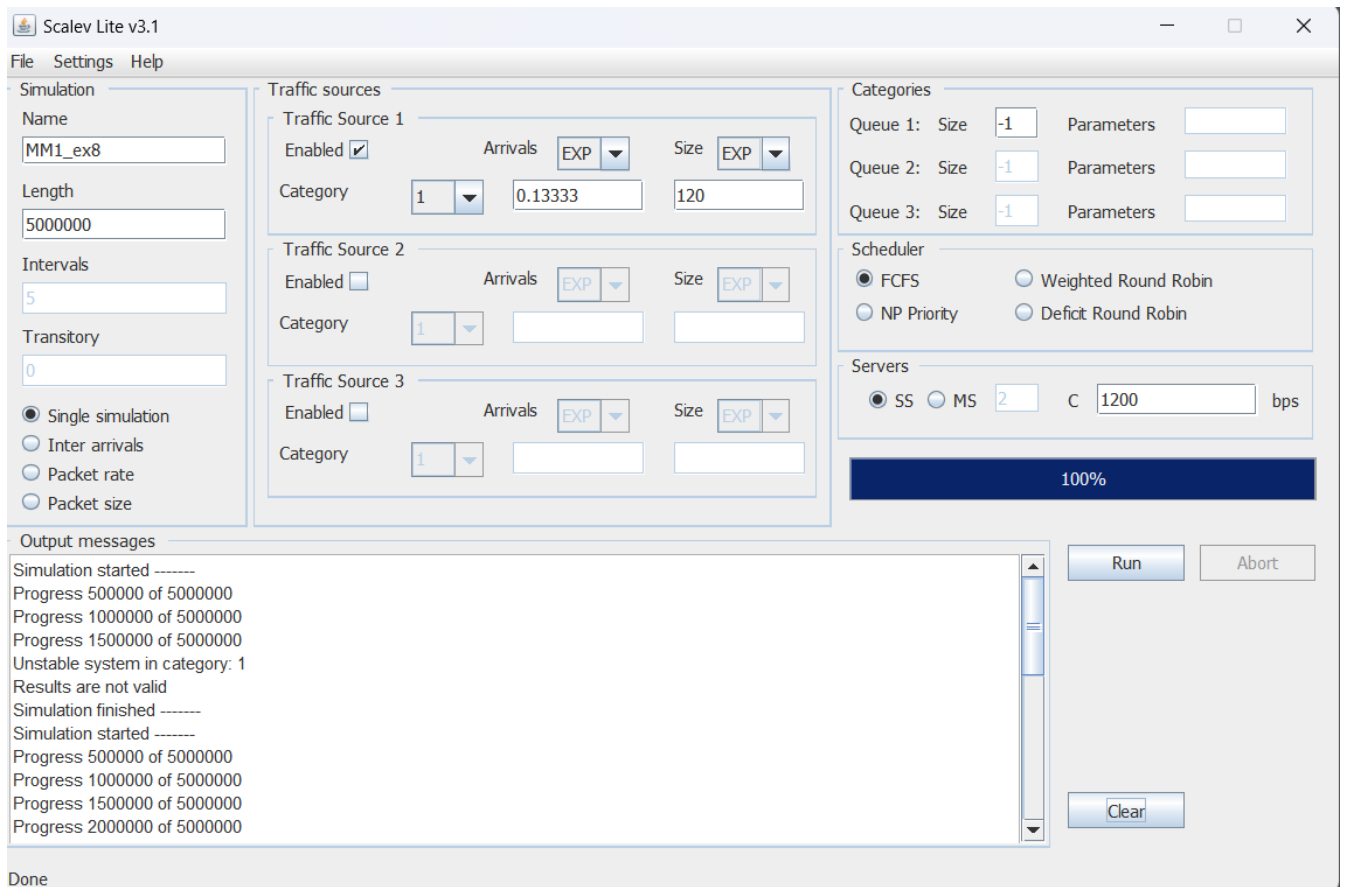 Scalev Lite v3.1
File Settings Help
Simulation
Name
MM1_ex8
Length
5000000
Intervals
5
Transitory
0
Single simulation
Inter arrivals
Packet rate
Packet size
Traffic sources
Traffic Source 1
Enabled Arrivals EXP Size EXP
Category 1 0.13333 120
Traffic Source 2
Enabled Arrivals EXP Size EXP
Category 1
Traffic Source 3
Enabled Arrivals EXP Size EXP
Category 1
Categories
Queue 1: Size -1 Parameters
Queue 2: Size -1 Parameters
Queue 3: Size -1 Parameters
Scheduler
FCFS Weighted Round Robin
NP Priority Deficit Round Robin
Servers
SS MS 2 C 1200 bps
100%
Output messages
Simulation started -------
Progress 500000 of 5000000
Progress 1000000 of 5000000
Progress 1500000 of 5000000
Unstable system in category: 1
Results are not valid
Simulation finished -------
Simulation started -------
Progress 500000 of 5000000
Progress 1000000 of 5000000
Progress 1500000 of 5000000
Progress 2000000 of 5000000
Run Abort
Clear
Done